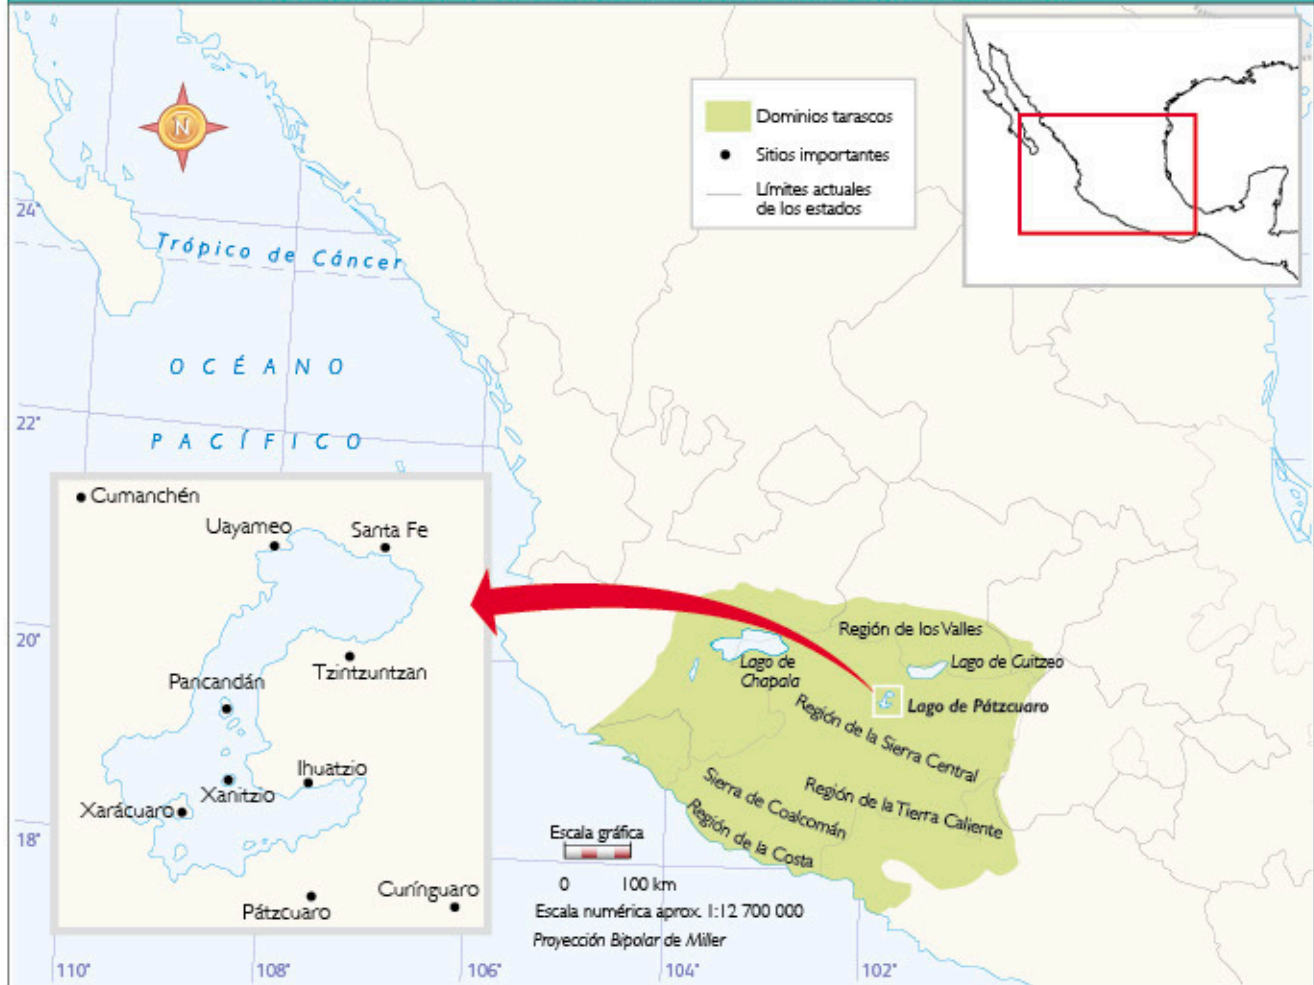 N
Dominios tarascos
Sitios importantes
Límites actuales
de los estados
24°
Trópico de Cáncer
OCÉANO
22°
PACÍFICO
Cumanchén
Uayameo
Santa Fe
Tzintzuntzan
Pancandán
Ihuatzio
Xanitzio
Xarácuaro
Pátzcuaro
Curínguaro
20°
18°
Región de los Valles
Lago de
Chapala
Lago de Cuitzeo
Lago de Pátzcuaro
Región de la Sierra Central
Región de la Tierra Caliente
Sierra de Coalcomán
Región de la Costa
Escala gráfica
0 100 km
Escala numérica aprox. 1:12 700 000
Proyección Bipolar de Miller
110° 108° 106° 104° 102°